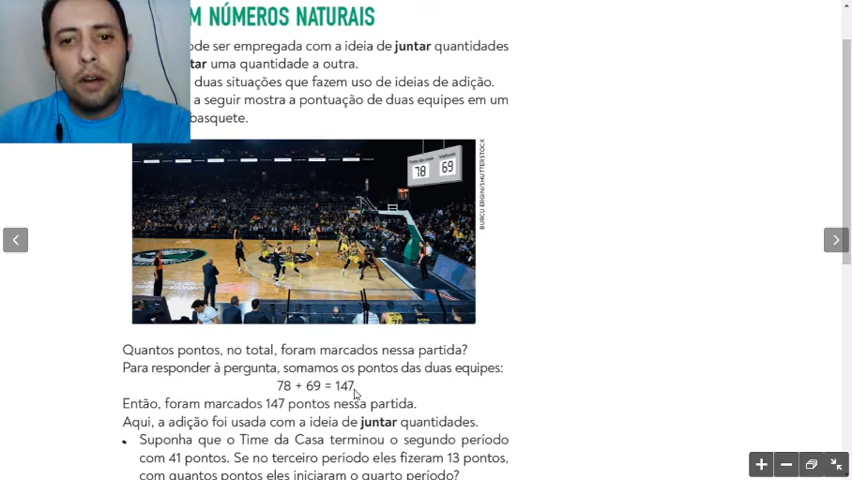 M NÚMEROS NATURAIS
ode ser empregada com a ideia de juntar quantidades
tar uma quantidade a outra.
duas situações que fazem uso de ideias de adição.
a seguir mostra a pontuação de duas equipes em um
basquete.
78 69
BURCU ERGIN/SHUTTERSTOCK
Quantos pontos, no total, foram marcados nessa partida?
Para responder à pergunta, somamos os pontos das duas equipes:
78 + 69 = 147
Então, foram marcados 147 pontos nessa partida.
Aqui, a adição foi usada com a ideia de juntar quantidades.
• Suponha que o Time da Casa terminou o segundo período
com 41 pontos. Se no terceiro período eles fizeram 13 pontos,
com quantos pontos eles iniciaram o quarto período?